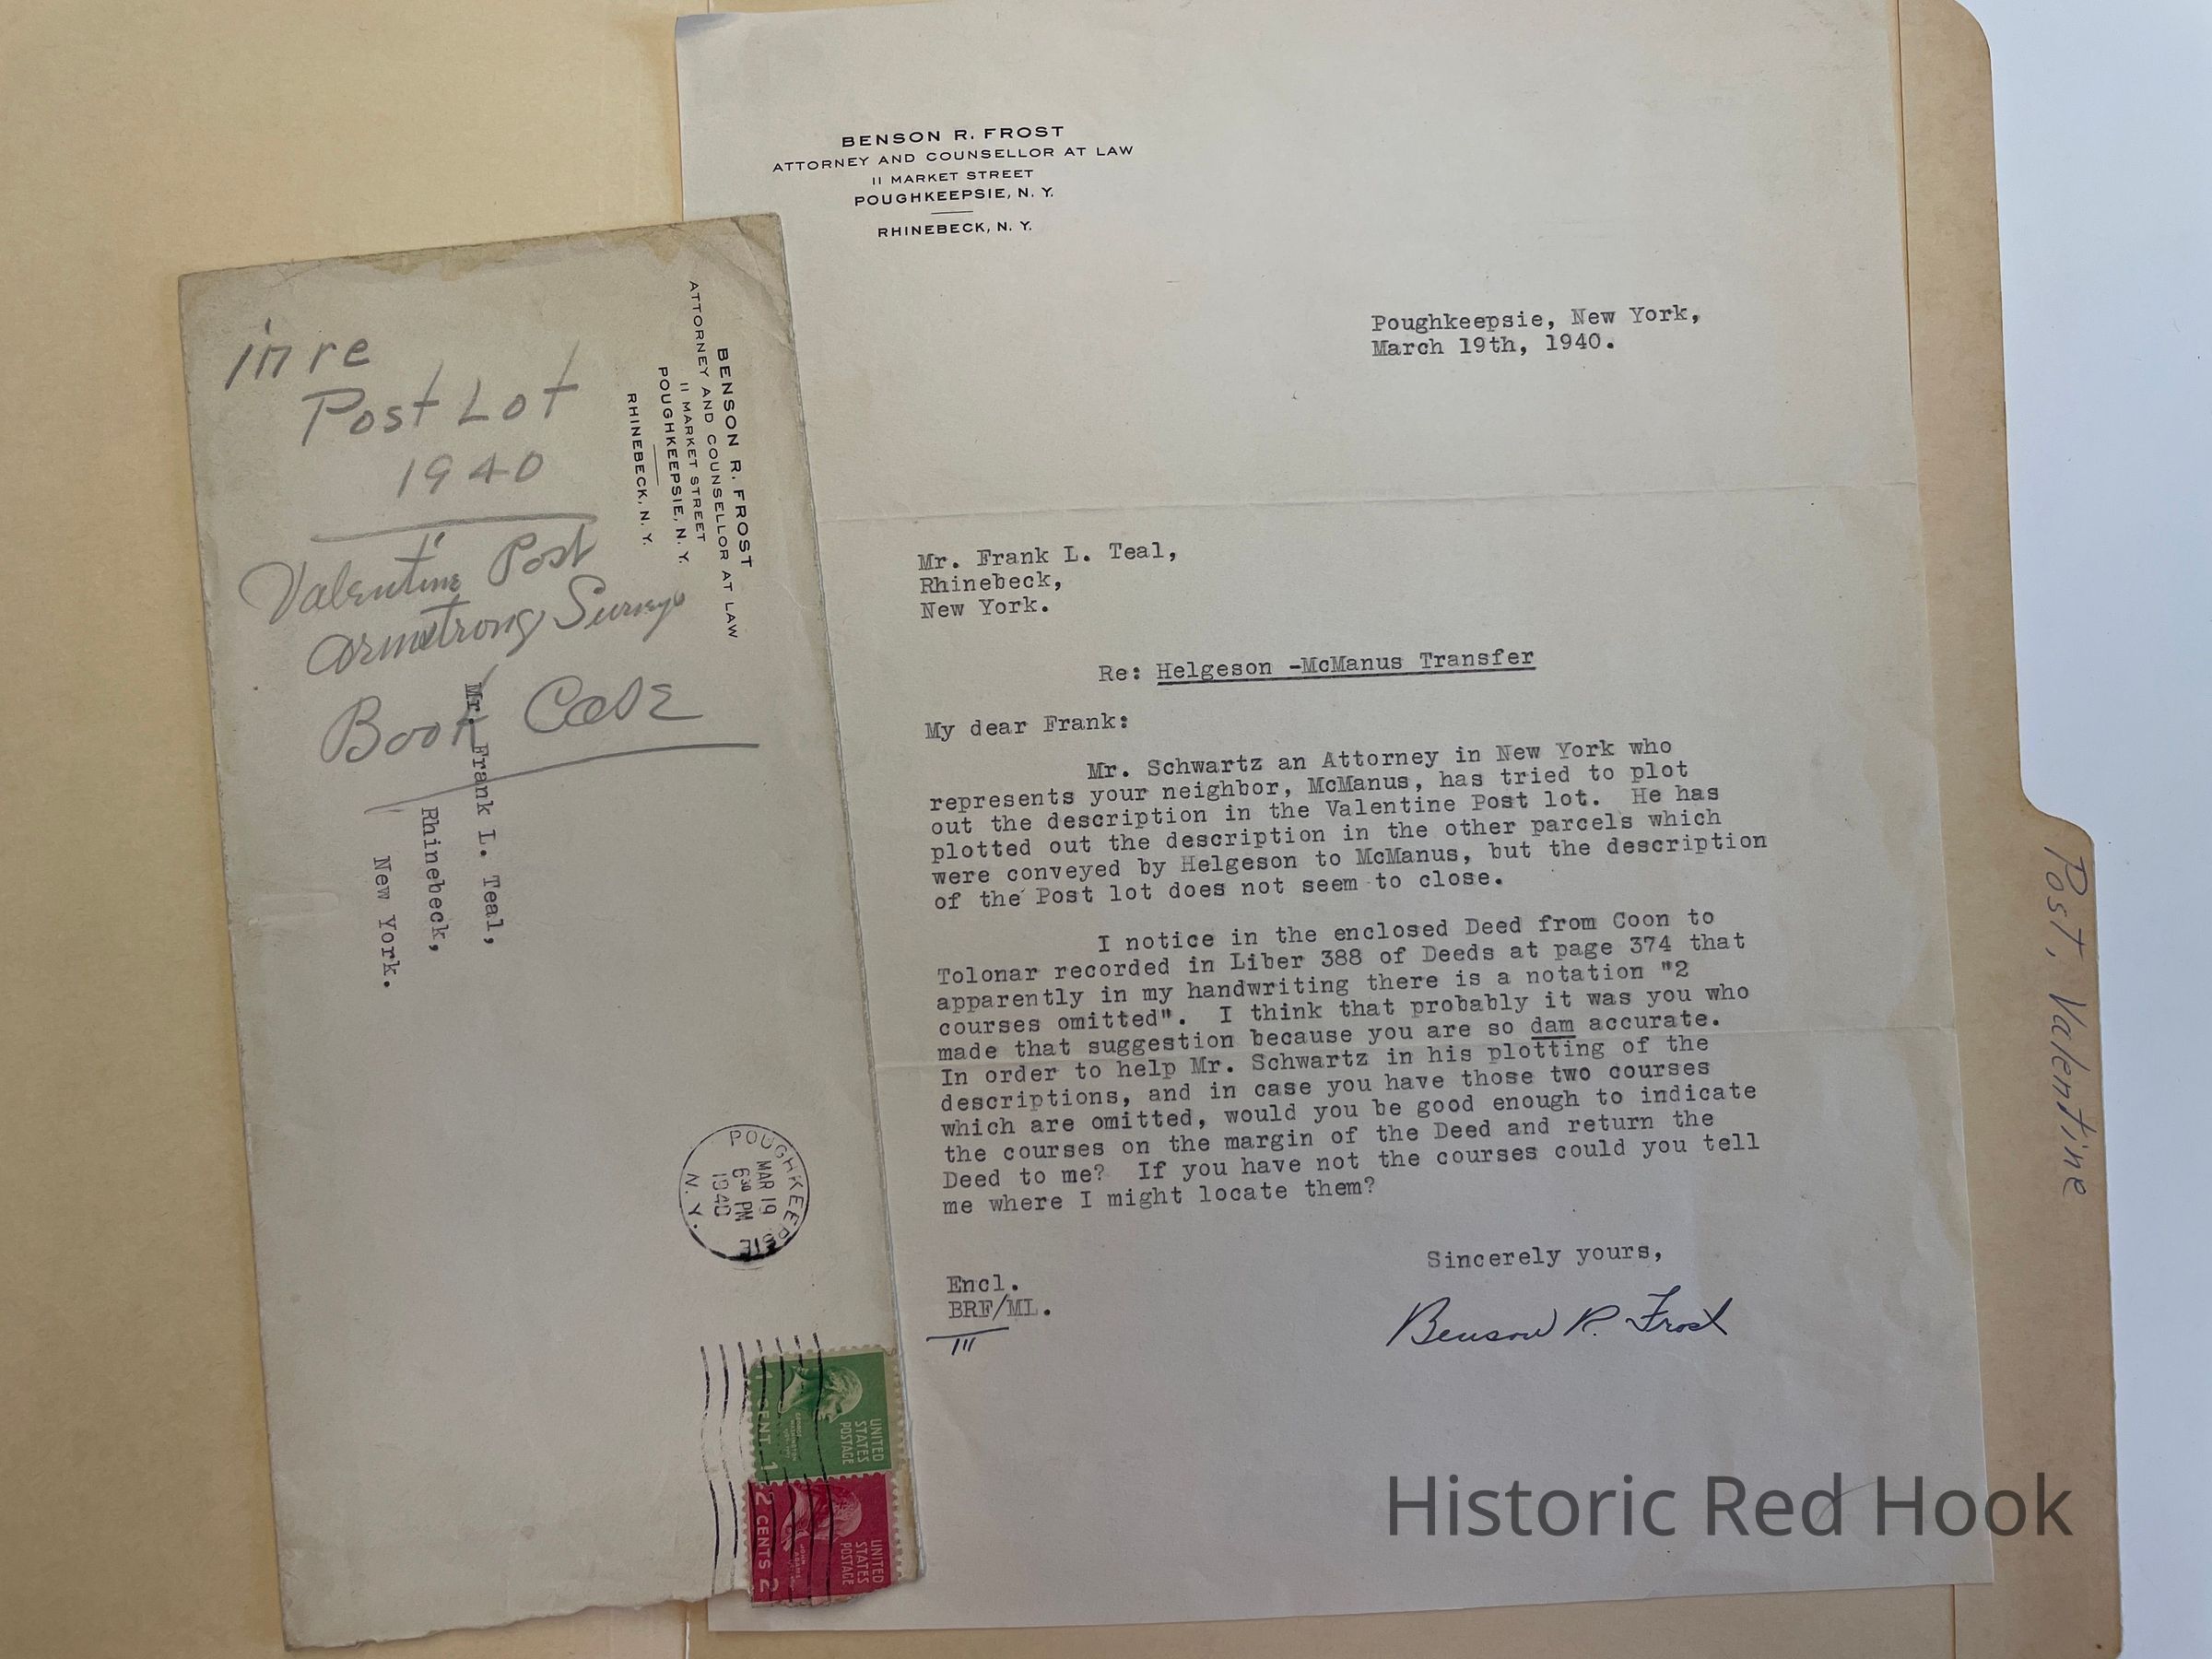 in re
Post Lot
1940
Valentine Post
Armstrong Survey
Book Case
BENSON R. FROST
ATTORNEY AND COUNSELLOR AT LAW
11 MARKET STREET
POUGHKEEPSIE, N. Y.
RHINEBECK, N. Y.
Mr. Frank L. Teal,
Rhinebeck,
New York.
POUGHKEEPSIE
N. Y.
MAR 19
6 30 PM
1940
UNITED
STATES
POSTAGE
GEORGE
WASHINGTON
1 CENT 1
UNITED
STATES
POSTAGE
JOHN
ADAMS
2 CENTS 2
BENSON R. FROST
ATTORNEY AND COUNSELLOR AT LAW
11 MARKET STREET
POUGHKEEPSIE, N. Y.
RHINEBECK, N. Y.
Poughkeepsie, New York,
March 19th, 1940.
Mr. Frank L. Teal,
Rhinebeck,
New York.
Re: Helgeson -McManus Transfer
My dear Frank:
Mr. Schwartz an Attorney in New York who
represents your neighbor, McManus, has tried to plot
out the description in the Valentine Post lot. He has
plotted out the description in the other parcels which
were conveyed by Helgeson to McManus, but the description
of the Post lot does not seem to close.
I notice in the enclosed Deed from Coon to
Tolonar recorded in Liber 388 of Deeds at page 374 that
apparently in my handwriting there is a notation "2
courses omitted". I think that probably it was you who
made that suggestion because you are so dam accurate.
In order to help Mr. Schwartz in his plotting of the
descriptions, and in case you have those two courses
which are omitted, would you be good enough to indicate
the courses on the margin of the Deed and return the
Deed to me? If you have not the courses could you tell
me where I might locate them?
Sincerely yours,
Benson R. Frost
Encl.
BRF/ML.
Post, Valentine
Historic Red Hook